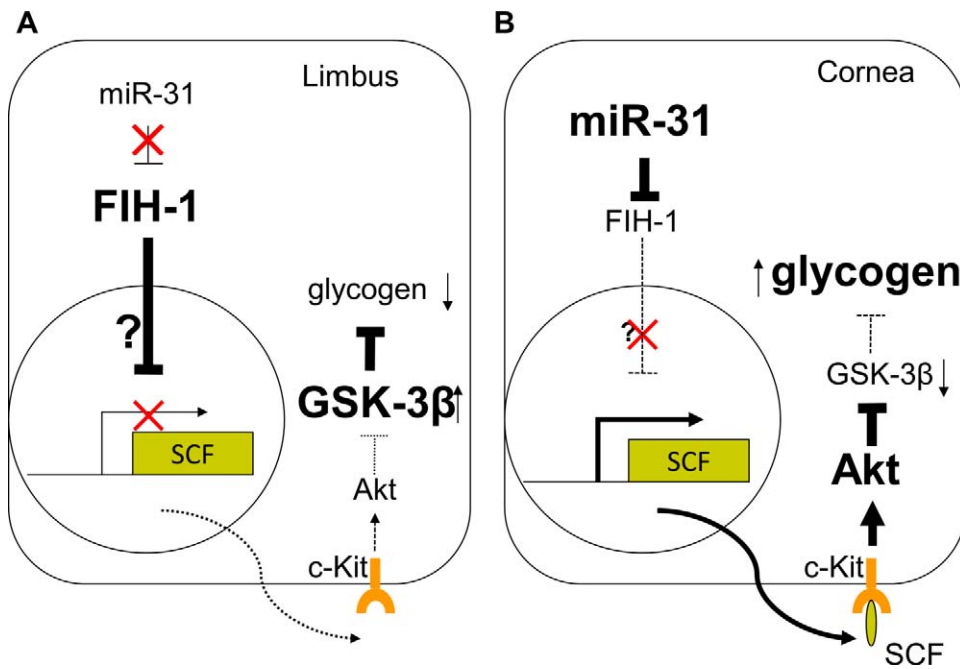 A
Limbus
miR-31
FIH-1
?
glycogen
GSK-3β
SCF
Akt
c-Kit
B
Cornea
miR-31
FIH-1
?
glycogen
GSK-3β
SCF
Akt
c-Kit
SCF